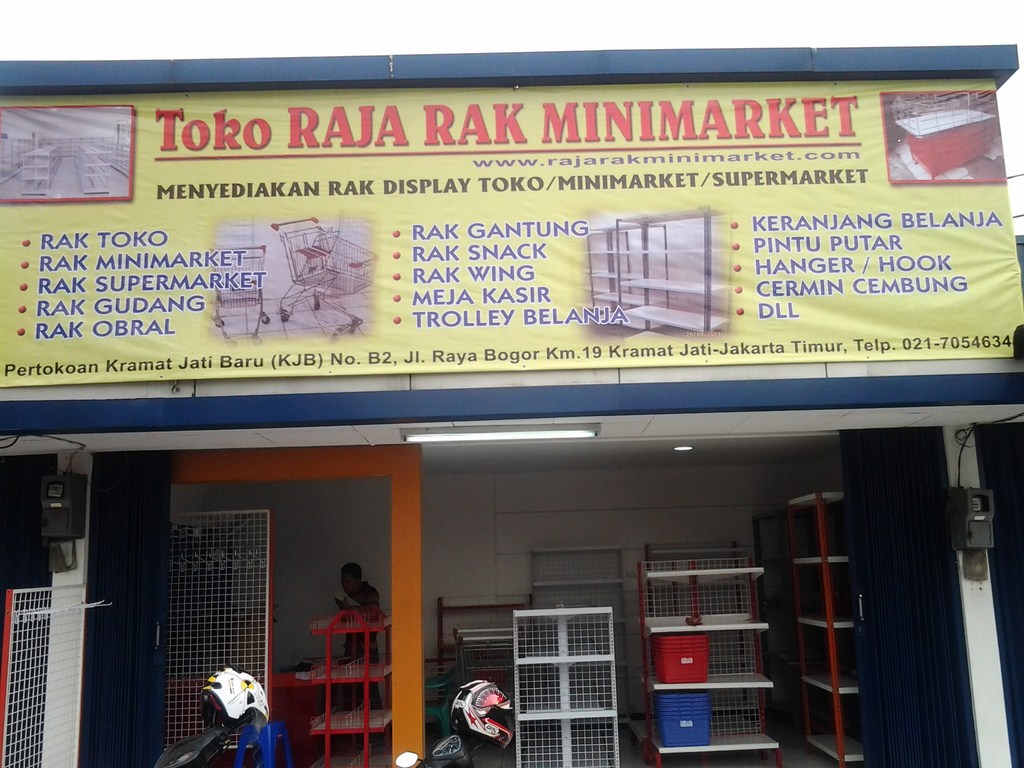 Toko RAJA RAK MINIMARKET
www.rajarakminimarket.com
MENYEDIAKAN RAK DISPLAY TOKO/MINIMARKET/SUPERMARKET
RAK TOKO
RAK MINIMARKET
RAK SUPERMARKET
RAK GUDANG
RAK OBRAL
RAK GANTUNG
RAK SNACK
RAK WING
MEJA KASIR
TROLLEY BELANJA
KERANJANG BELANJA
PINTU PUTAR
HANGER / HOOK
CERMIN CEMBUNG
DLL
Pertokoan Kramat Jati Baru (KJB) No. B2, Jl. Raya Bogor Km.19 Kramat Jati-Jakarta Timur, Telp. 021-7054634